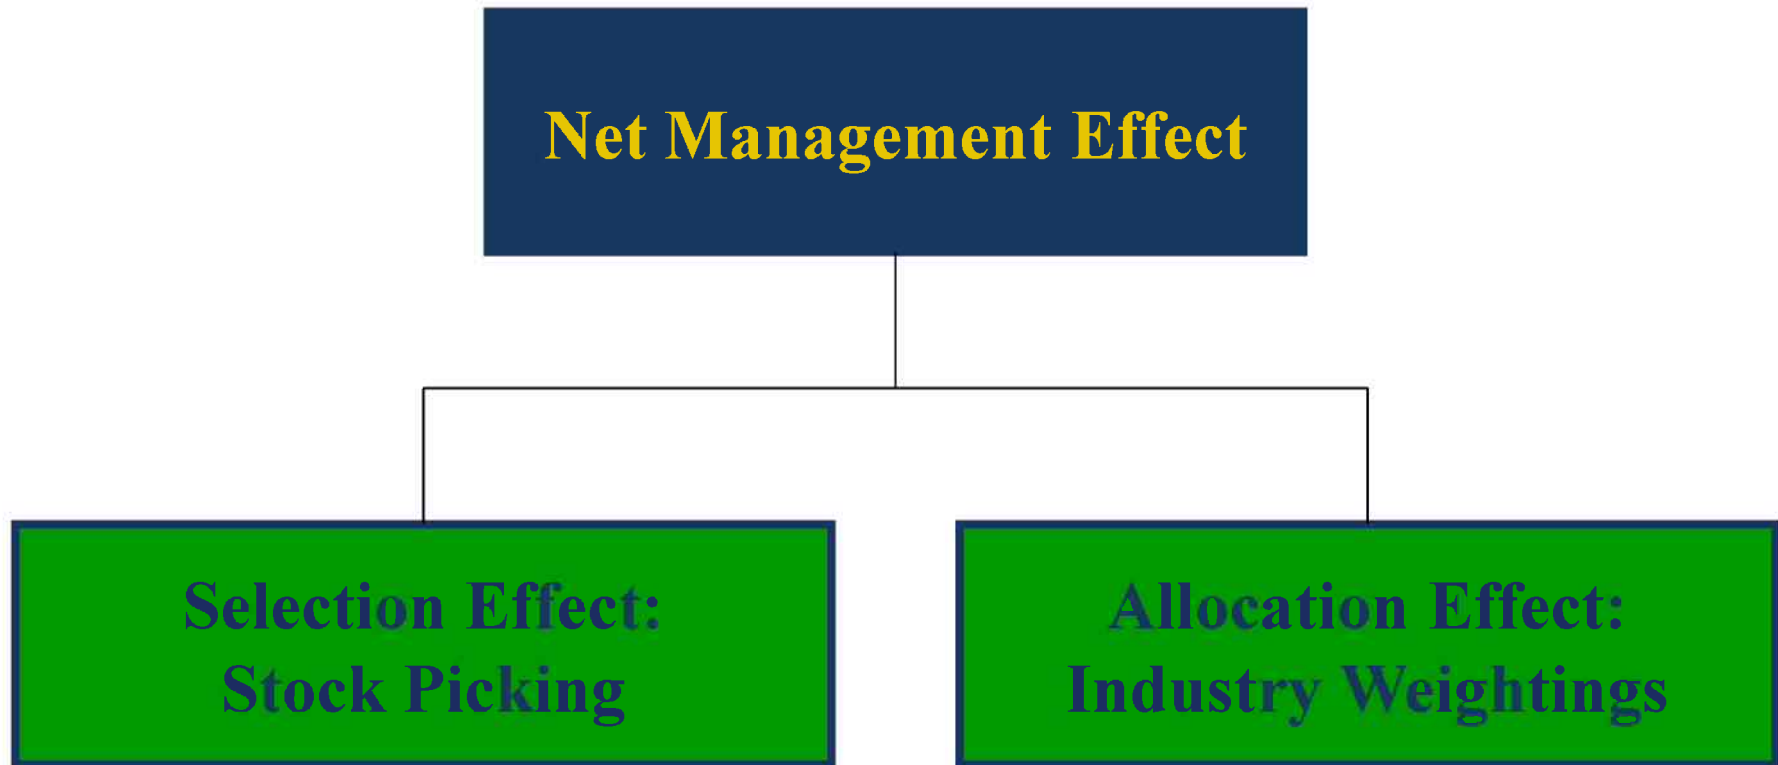 Net Management Effect
Selection Effect:
Stock Picking
Allocation Effect:
Industry Weightings